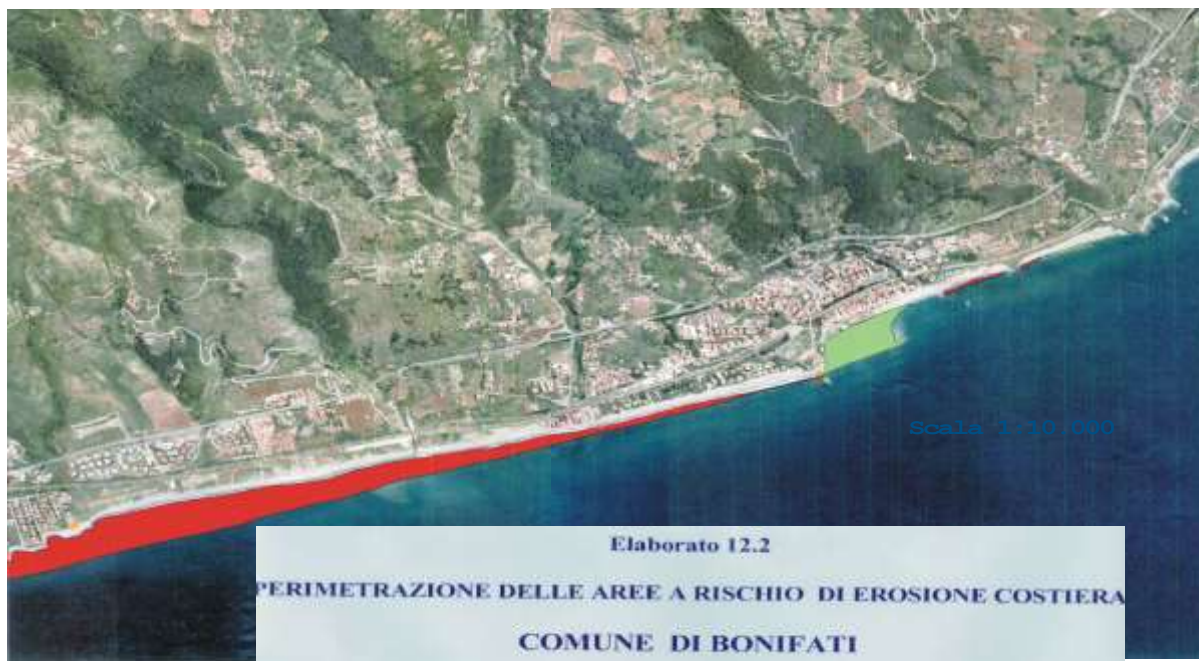 Scala 1:10.000
Elaborato 12.2
PERIMETRAZIONE DELLE AREE A RISCHIO DI EROSIONE COSTIERA
COMUNE DI BONIFATI